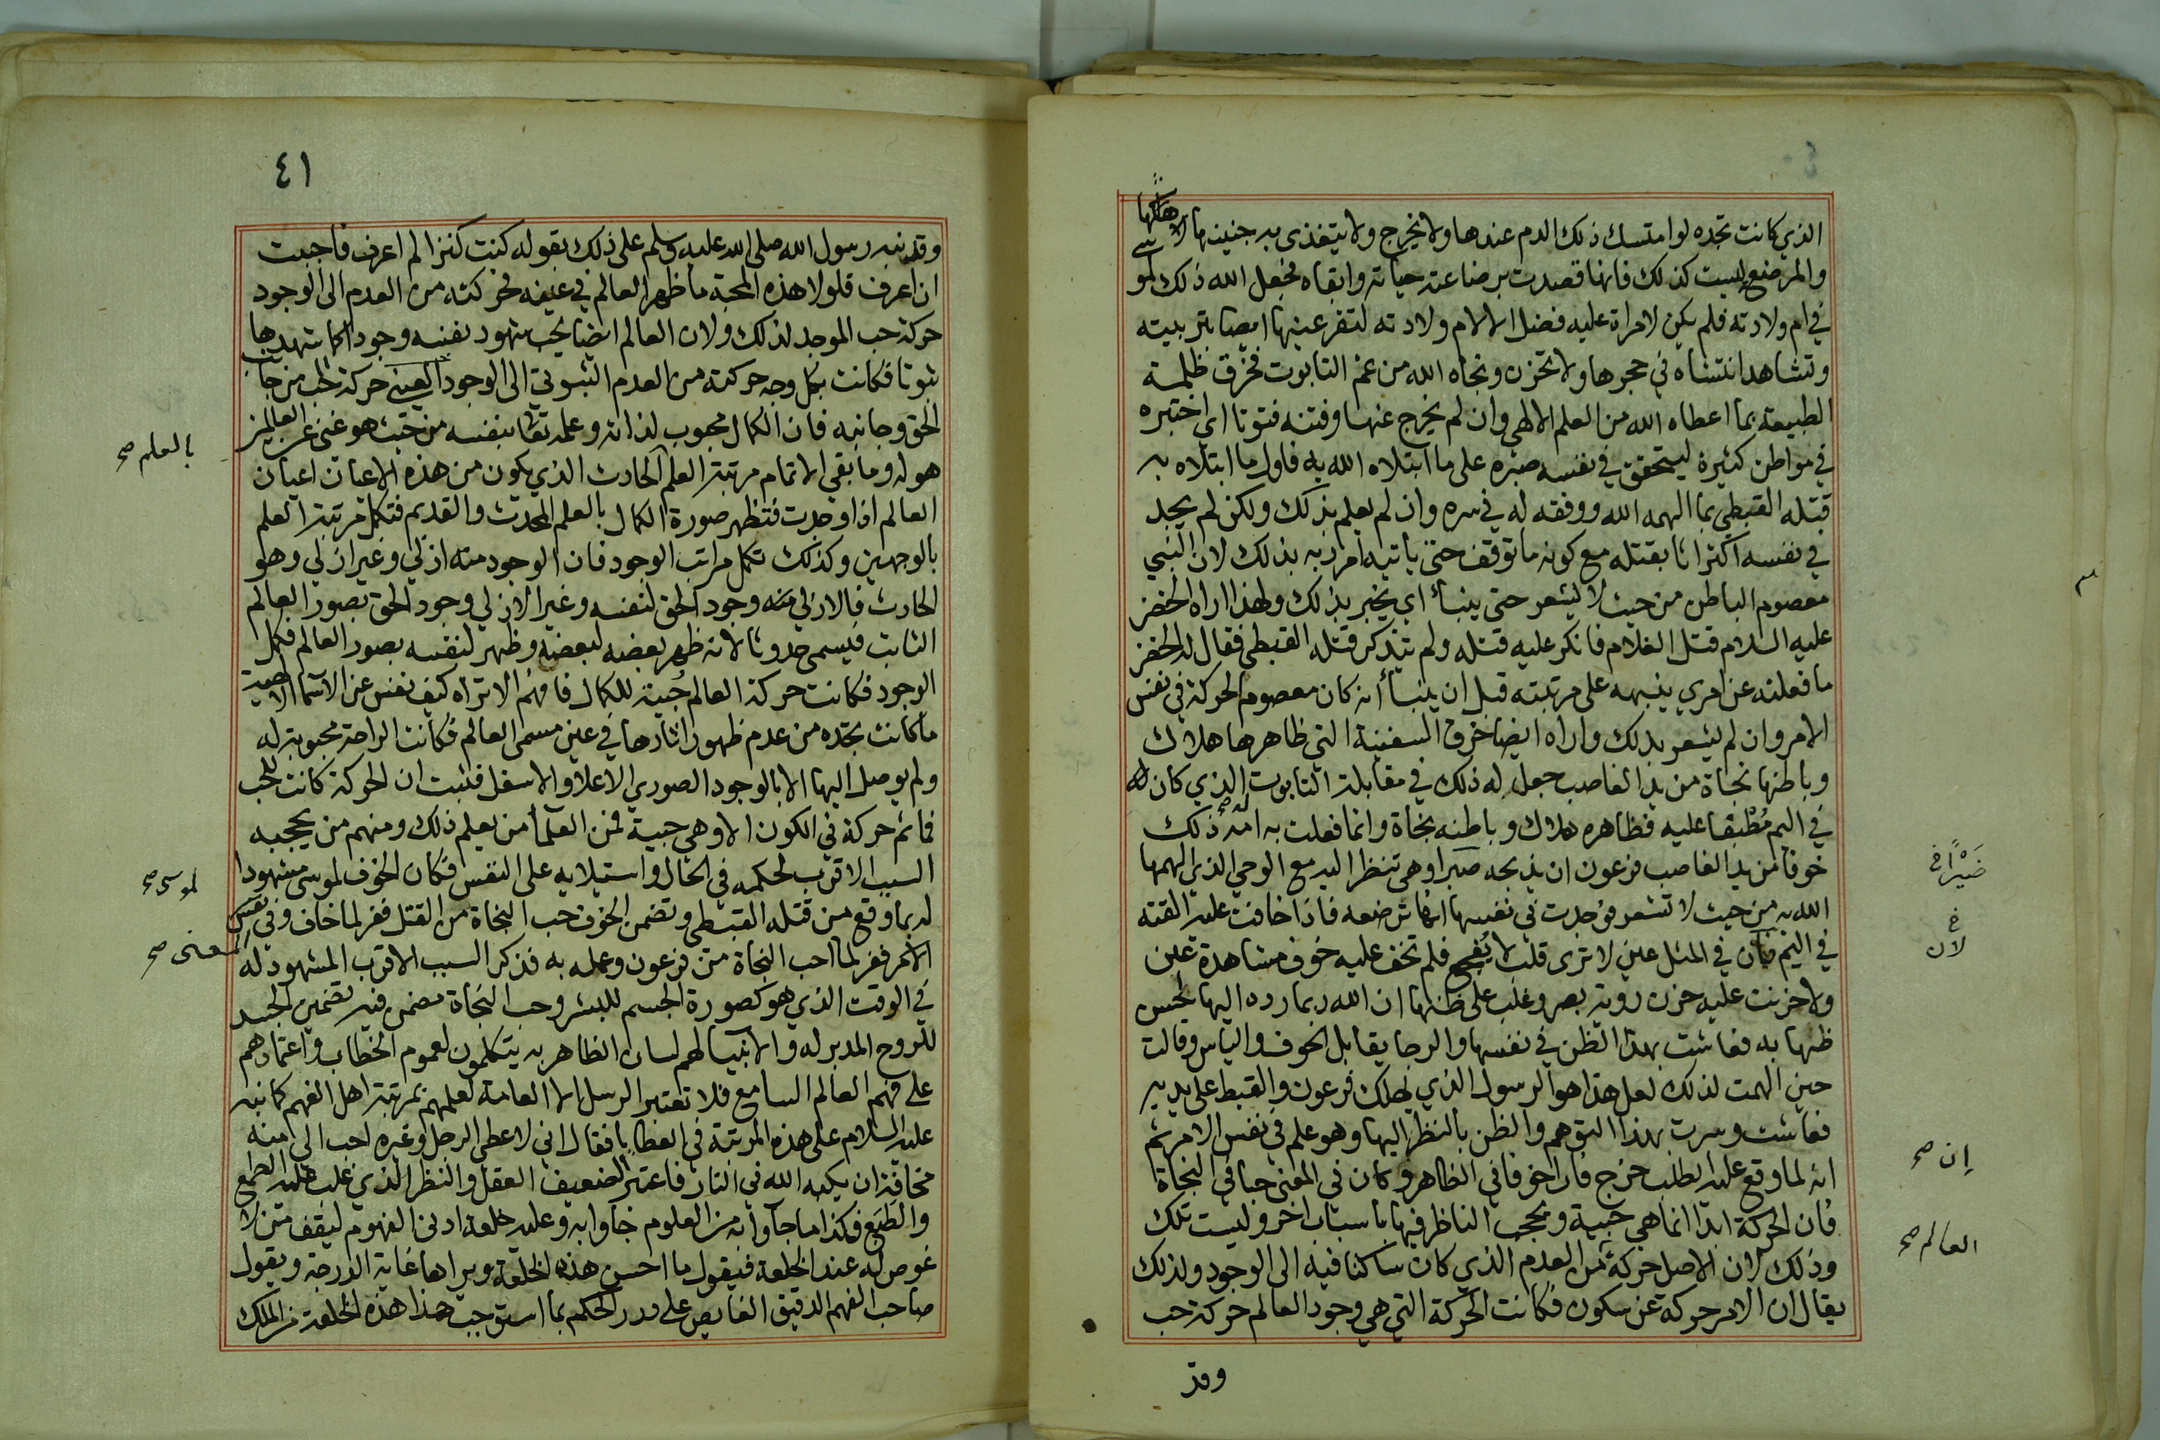 الذي كانت تجده لو امتسك ذلك الدم عندها ولا يخرج ولا يتغذى به جنينها لاهلكها
والمرضع ليست كذلك فانها قصدت برضاعته حياته وابقاه فجعل الله ذلك لموسى
في ام ولادته فلم يكن لامراة عليه فضل الا لام ولادته لتقر عينها ايضا بتربيته
وتشاهد انتشاه في حجرها ولا تحزن ونجاه الله من غم التابوت فخرق ظلمة
الطبيعة بما اعطاه الله من العلم الالهي وان لم يخرج عنها وفتنه فتونا اي اختبره
في مواطن كثيرة ليتحقق في نفسه صبره على ما ابتلاه الله به فاول ما ابتلاه به
قتله القبطي بما الهمه الله ووفقه له في سره وان لم يعلم بذلك ولكن لم يجد
في نفسه اكتراثا بقتله مع كونه ما توقف حتى ياتيه امر ربه بذلك لان النبي
معصوم الباطن من حيث لا يشعر حتى ينبأ اي يخبر بذلك ولهذا اراه الخضر
عليه السلام قتل الغلام فانكر عليه قتله ولم يتذكر قتله القبطي فقال له الخضر
ما فعلته عن امري ينبهه على مرتبته قبل ان ينبأ انه كان معصوم الحركة في نفس
الامر وان لم يشعر بذلك واراه ايضا خرق السفينة التي ظاهرها هلاك
وباطنها نجاة من يد الغاصب جعل له ذلك في مقابلة التابوت الذي كان له
في اليم مطبقا عليه فظاهره هلاك وباطنه نجاة وانما فعلت به امه ذلك
خوفا من يد الغاصب فرعون ان يذبحه صبرا وهي تنظر اليه مع الوحي الذي الهمها
الله به من حيث لا تشعر فوجدت في نفسها انها ترضعه فاذا خافت عليه القته
في اليم فان في المثل عين لا ترى قلب لا يفجع فلم تخف عليه خوف مشاهدة عين
ولا حزنت عليه حزن روية بصر وغلب على ظنها ان الله ربما رده اليها لحسن
ظنها به فعاشت بهذا الظن في نفسها والرجا يقابل الخوف والياس وقالت
حين الهمت لذلك لعل هذا هو الرسول الذي يهلك فرعون والقبط على يديه
فعاشت وسرت بهذا التوهم والظن بالنظر اليها وهو علم في نفس الامر ثم
انه لما وقع عليه الطلب خرج فارا خوفا في الظاهر وكان في المعنى حبا في النجاة
فان الحركة ابدا انما هي حبية ويحجب الناظر فيها باسباب اخر وليست تلك
وذلك لان الاصل حركة من العدم الذي كان ساكنا فيه الى الوجود ولذلك
يقال ان الامر حركة عن سكون فكانت الحركة التي هي وجود العالم حركة حب
وقد
ضيرا خ
خ
لان
إن صح
العالم صح
٤١
وقد نبه رسول الله صلى الله عليه وسلم على ذلك بقوله كنت كنزا لم اعرف فاحببت
ان اعرف فلولا هذه المحبة ما ظهر العالم في عينه فحركته من العدم الى الوجود
حركة حب الموجد لذلك ولان العالم ايضا يحب شهود نفسه وجودا كما شهدها
ثبوتا فكانت بكل وجه حركته من العدم الثبوتي الى الوجود العيني حركة حب من جانب
الحق وجانبه فان الكمال محبوب لذاته وعلمه تعالى بنفسه من حيث هو غني عن العالمين
هو له وما بقي الا تمام مرتبة العلم الحادث الذي يكون من هذه الاعيان اعيان
العالم اذا وجدت فتظهر صورة الكمال بالعلم المحدث والقديم فتكمل مرتبة العلم
بالوجهين وكذلك تكمل مراتب الوجود فان الوجود منه ازلي وغير ازلي وهو
الحادث فالازلي منه وجود الحق لنفسه وغير الازلي وجود الحق بصور العالم
الثابت فيسمى حدوثا لانه ظهر بعضه لبعضه وظهر لنفسه بصور العالم فكمل
الوجود فكانت حركة العالم حبية للكمال فافهم الا تراه كيف نفس عن الاسما الالهية
ما كانت تجده من عدم ظهور اثارها في عين مسمى العالم فكانت الراحة محبوبة له
ولم يوصل اليها الا بالوجود الصوري الاعلا والاسفل فثبت ان الحركة كانت للحب
فما ثم حركة في الكون الا وهي حبية فمن العلما من يعلم ذلك ومنهم من يحجبه
السبب الاقرب لحكمه في الحال واستيلايه على النفس فكان الخوف لموسى مشهودا
له بما وقع من قتله القبطي وتضمن الخوف حب النجاة من القتل ففر لما خاف وفي نفس
الامر ففر لما احب النجاة من فرعون وعمله به فذكر السبب الاقرب المشهود له
في الوقت الذي هو كصورة الجسم للبشر وحب النجاة مضمن فيه تضمين الجسد
للروح المدبر له والانبيا لهم لسان الظاهر به يتكلمون لعموم الخطاب واعتمادهم
على فهم العالم السامع فلا تعتبر الرسل الا العامة لعلمهم بمرتبة اهل الفهم كما نبه
عليه السلام على هذه المرتبة في العطايا فقال اني لاعطي الرجل وغيره احب الي منه
مخافة ان يكبه الله في النار فاعتبر الضعيف العقل والنظر الذي غلب عليه الطمع
والطبع فكذا ما جاوا به من العلوم جاوا به وعليه خلعة ادنى الفهوم ليقف من لا
غوص له عند الخلعة فيقول ما احسن هذه الخلعة ويراها غاية الدرجة ويقول
صاحب الفهم الدقيق الغايص على درر الحكم بما استوجب هذا هذه الخلعة من الملك
بالعلم صح
لموسى صح
المعنى صح